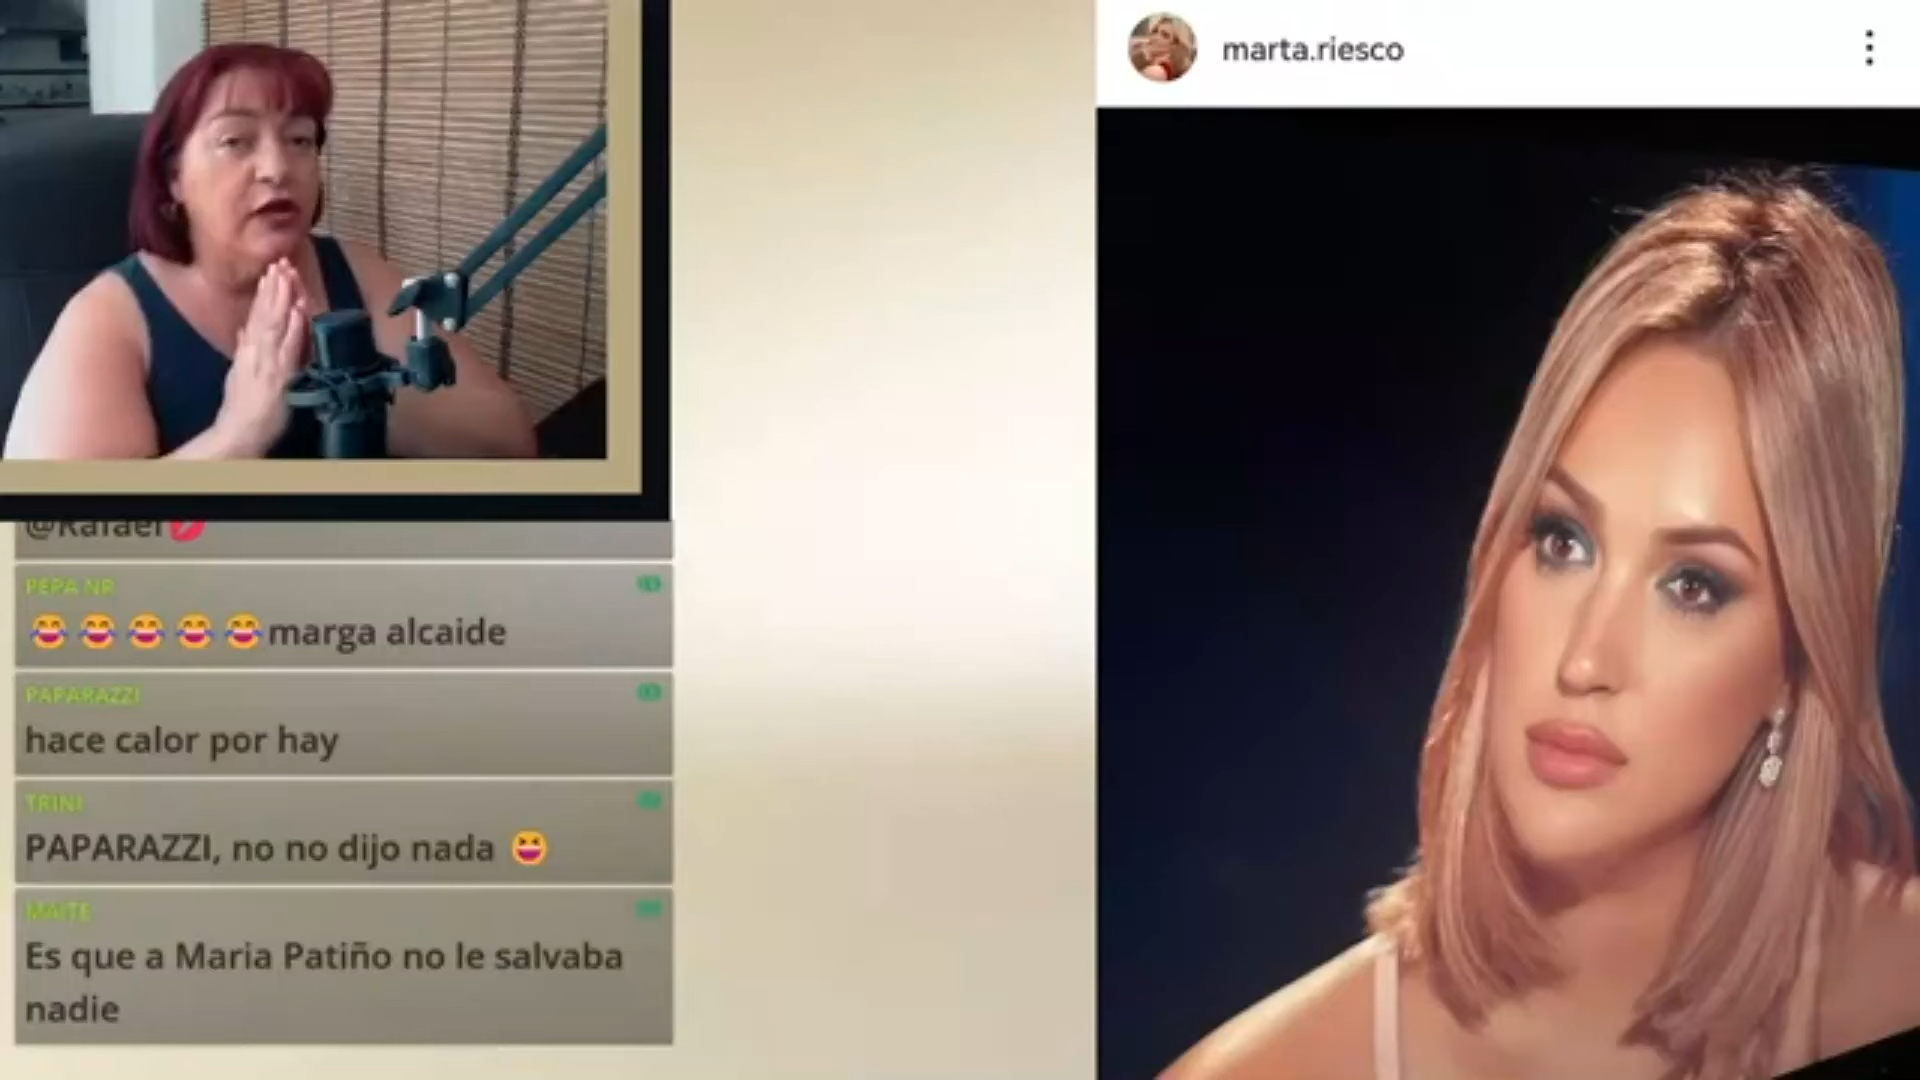 marta.riesco
@Rafael💋
PEPA NR
😂😂😂😂😂marga alcaide
PAPARAZZI
hace calor por hay
TRINI
PAPARAZZI, no no dijo nada 😆
MAITE
Es que a Maria Patiño no le salvaba
nadie